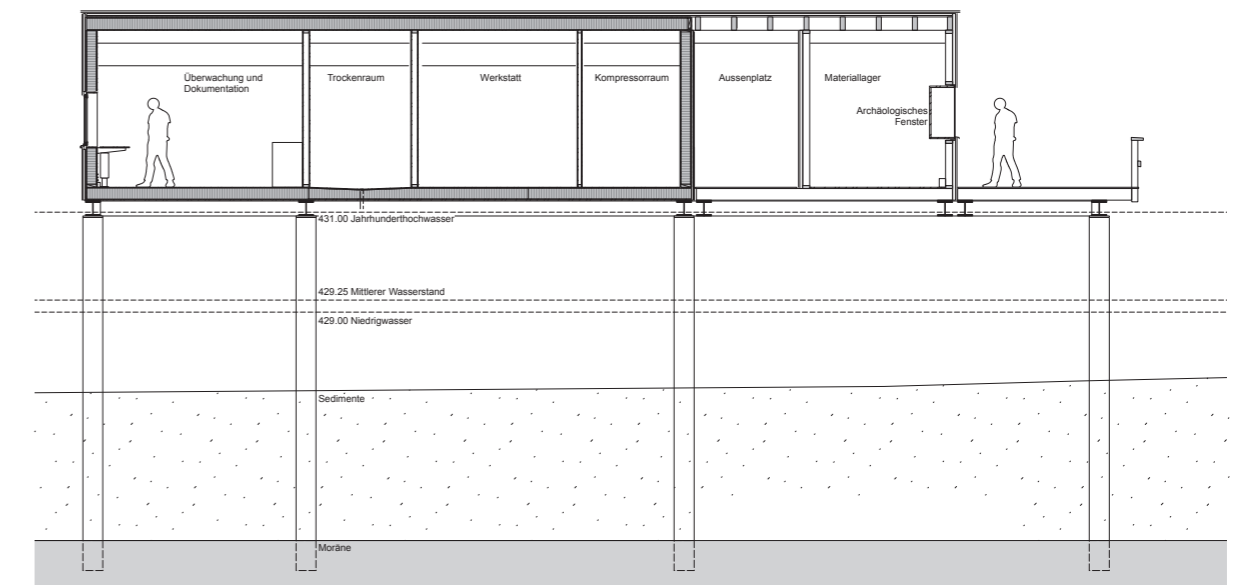 Überwachung und
Dokumentation
Trockenraum
Werkstatt
Kompressorraum
Aussenplatz
Materiallager
Archäologisches
Fenster
431.00 Jahrhunderthochwasser
429.25 Mittlerer Wasserstand
429.00 Niedrigwasser
Sedimente
Moräne